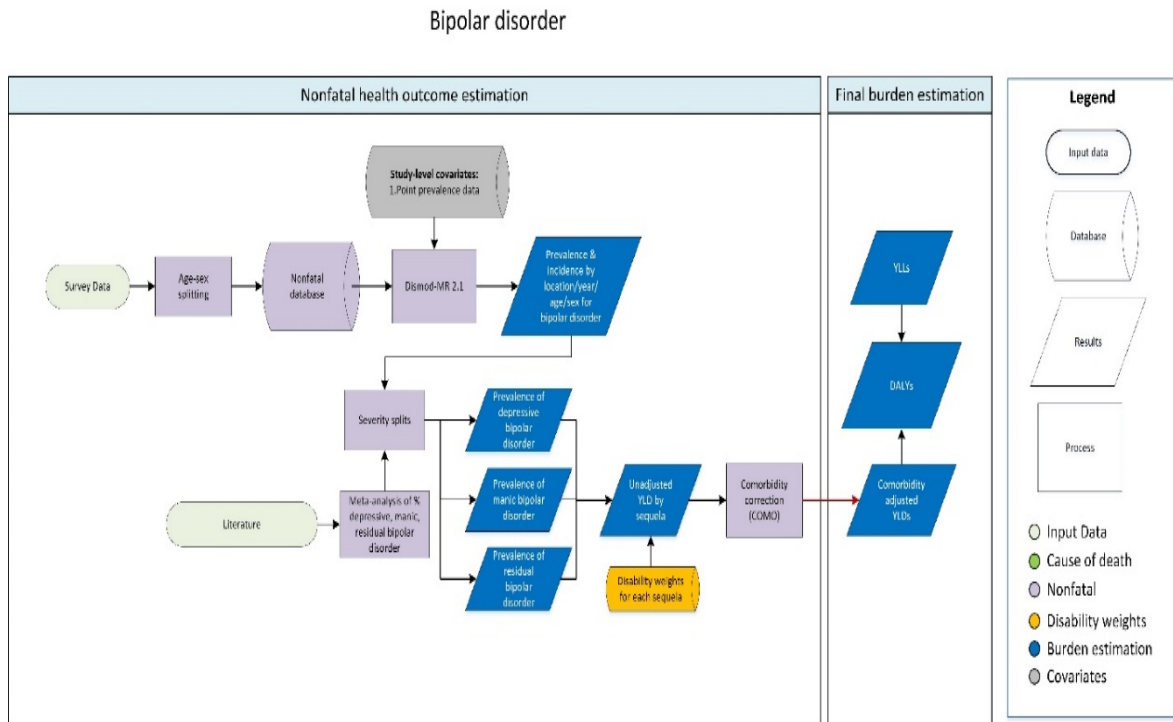 Bipolar disorder
Nonfatal health outcome estimation
Final burden estimation
Study-level covariates:
1.Point prevalence data
Survey Data
Age-sex
splitting
Nonfatal
database
Dismod-MR 2.1
Prevalence &
incidence by
location/year/
age/sex for
bipolar disorder
Severity splits
Prevalence of
depressive bipolar
disorder
Literature
Meta-analysis of %
depressive, manic,
residual bipolar
disorder
Prevalence of
manic bipolar
disorder
Prevalence of
residual
bipolar
disorder
Unadjusted
YLD by
sequela
Disability weights
for each sequela
Comorbidity
correction
(COMO)
YLLs
DALYs
Comorbidity
adjusted
YLDs
Legend
Input data
Database
Results
Process
Input Data
Cause of death
Nonfatal
Disability weights
Burden estimation
Covariates